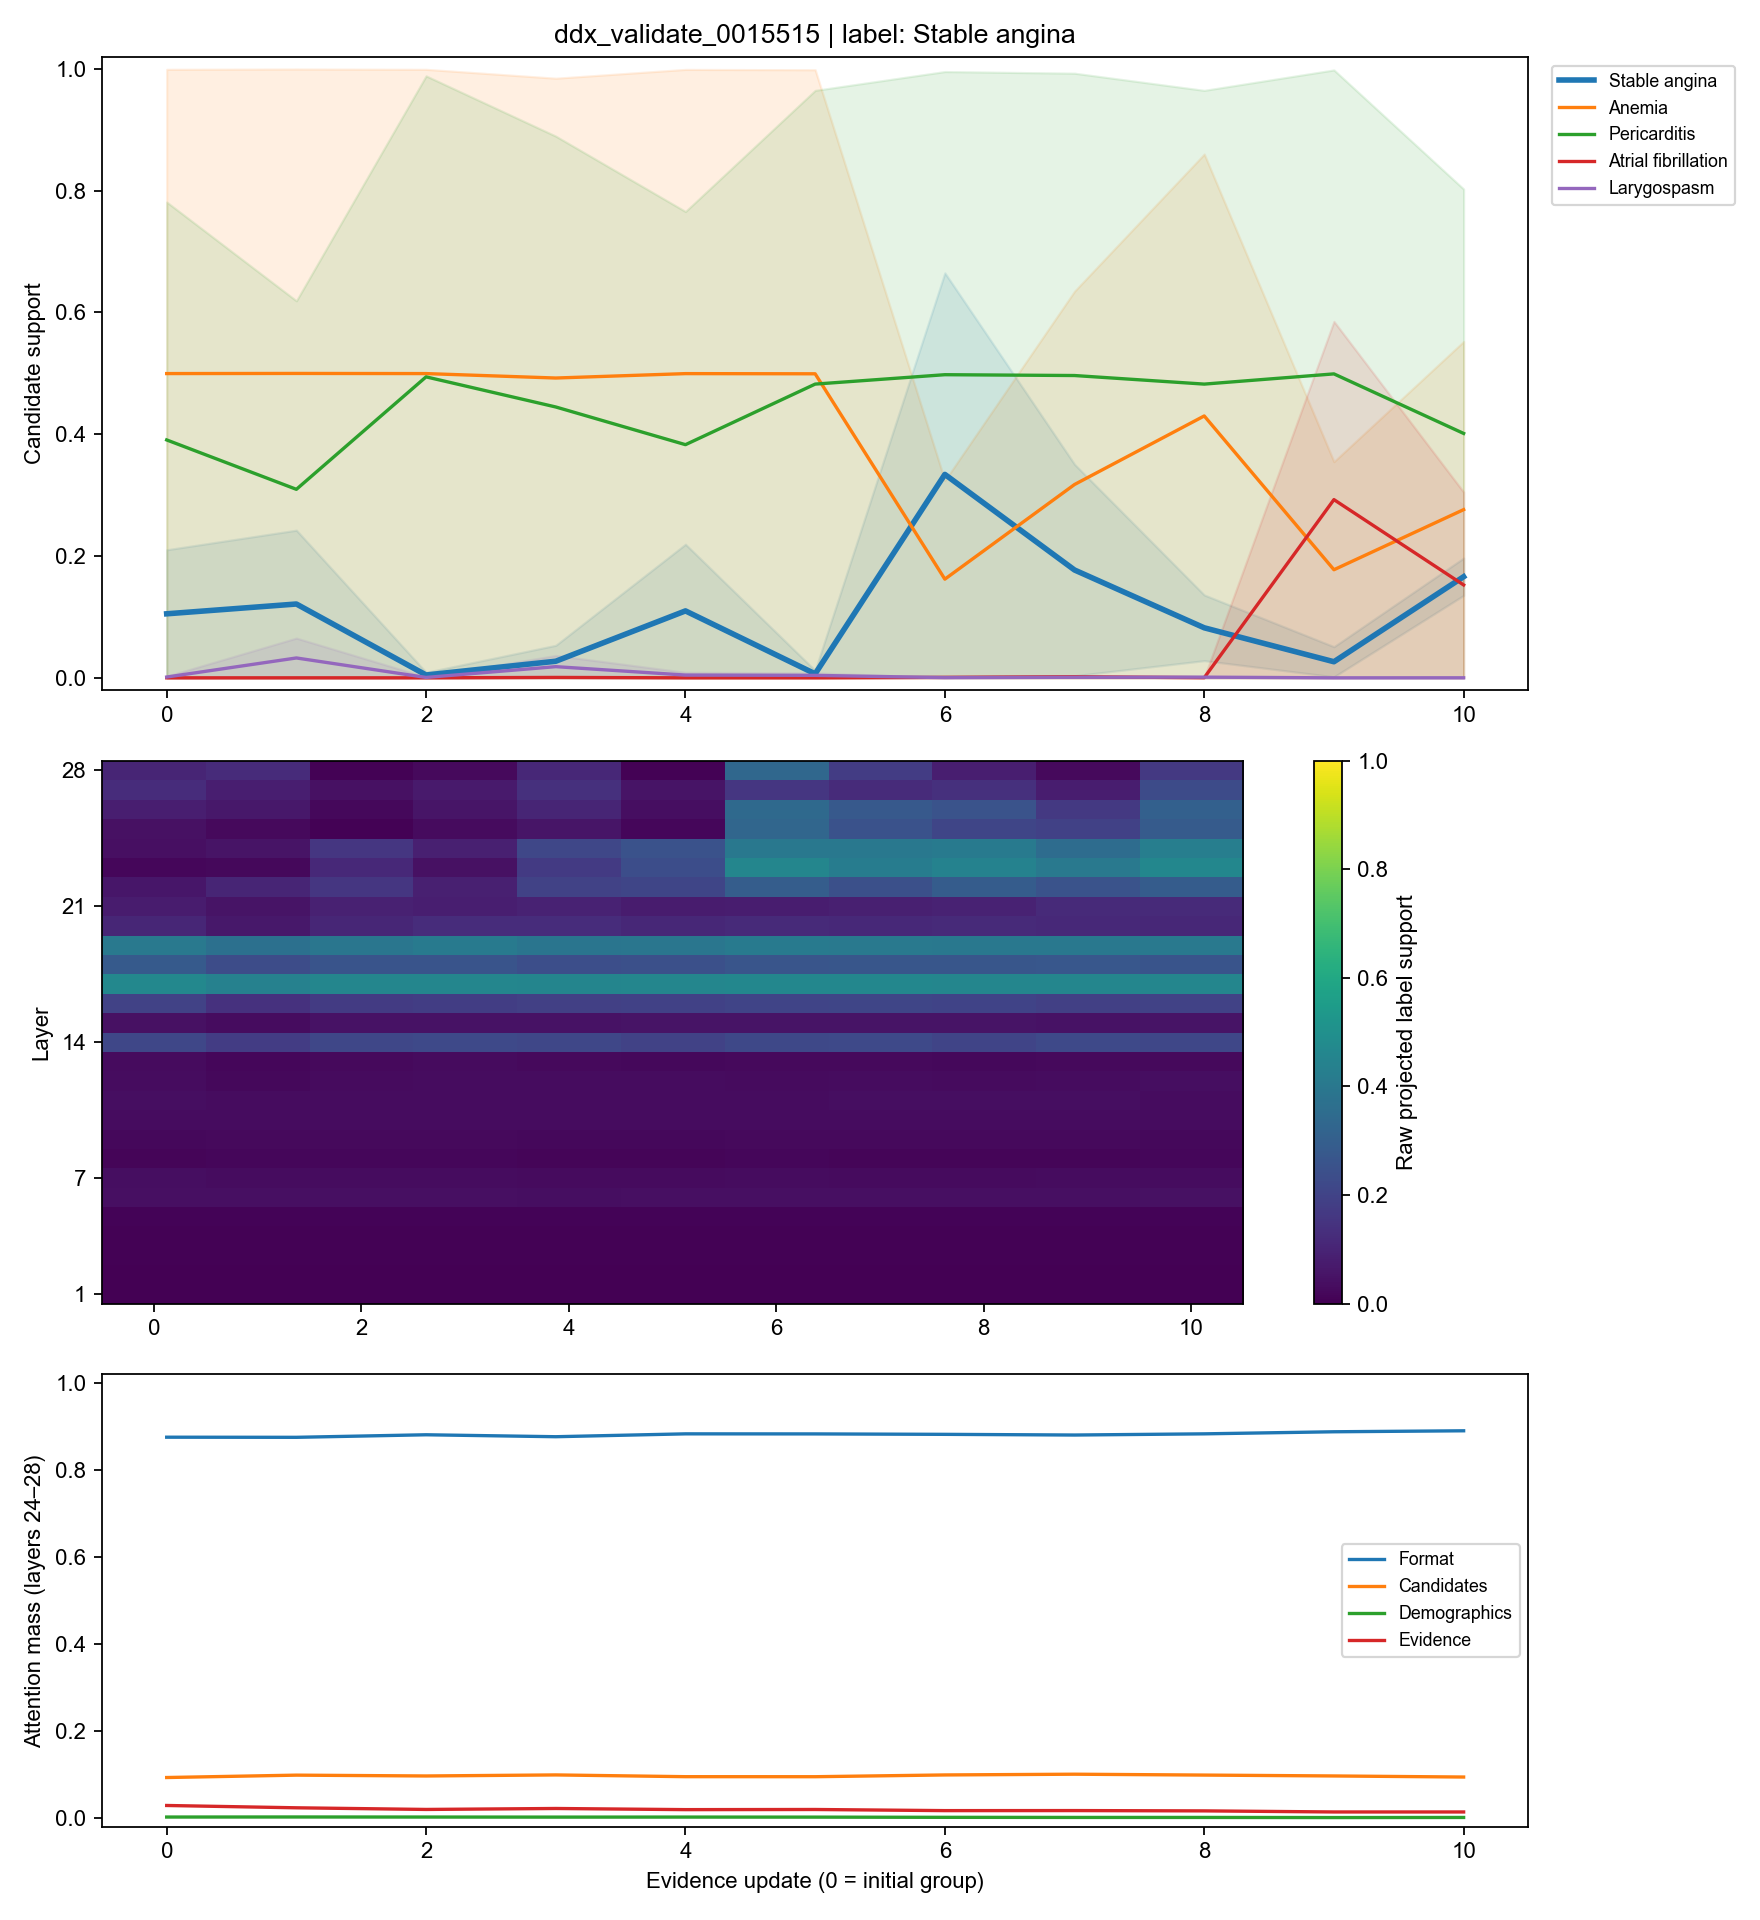 ddx_validate_0015515 | label: Stable angina
Candidate support
1.0
0.8
0.6
0.4
0.2
0.0
0 2 4 6 8 10
Stable angina
Anemia
Pericarditis
Atrial fibrillation
Larygospasm
Layer
28
21
14
7
1
0 2 4 6 8 10
1.0
0.8
0.6
0.4
0.2
0.0
Raw projected label support
Attention mass (layers 24–28)
1.0
0.8
0.6
0.4
0.2
0.0
Format
Candidates
Demographics
Evidence
0 2 4 6 8 10
Evidence update (0 = initial group)